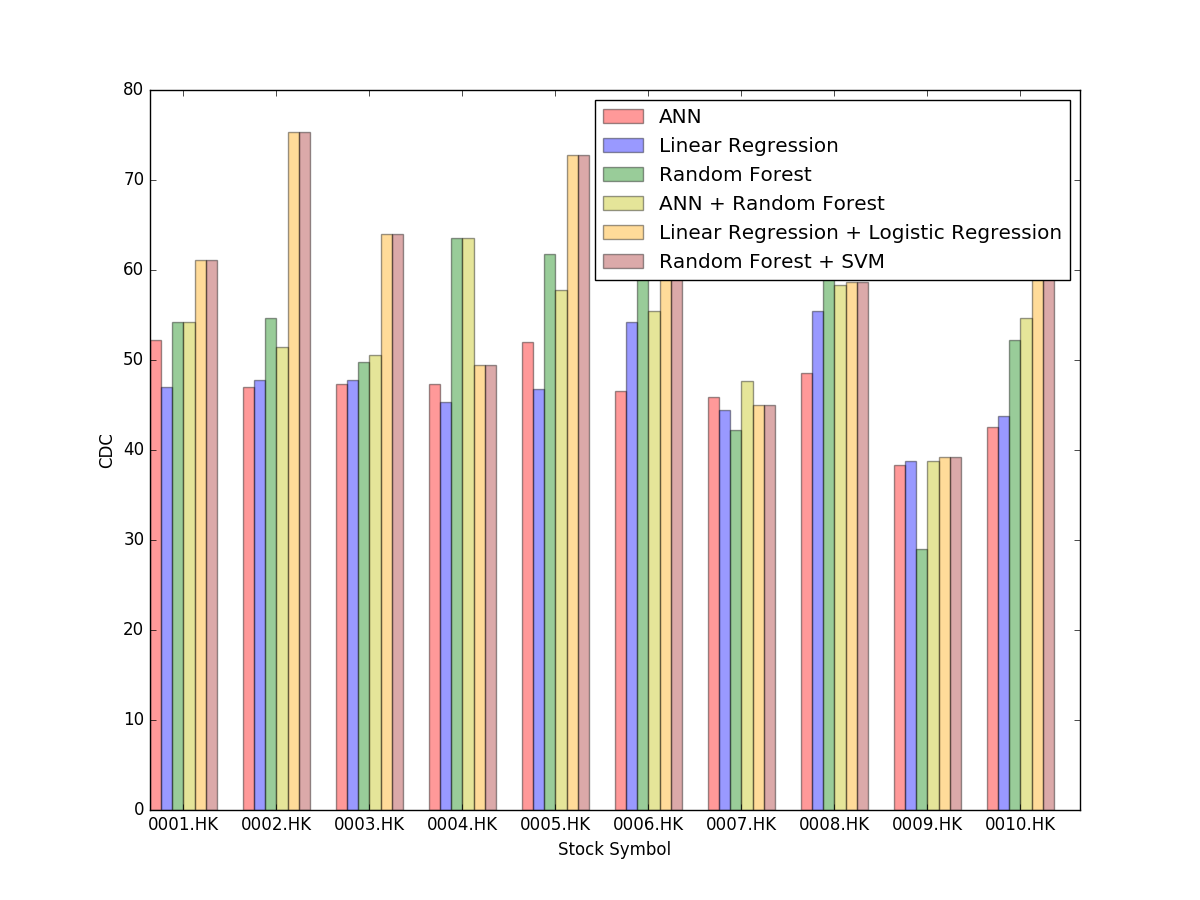 80
70
60
50
40
30
20
10
0
CDC
ANN
Linear Regression
Random Forest
ANN + Random Forest
Linear Regression + Logistic Regression
Random Forest + SVM
0001.HK 0002.HK 0003.HK 0004.HK 0005.HK 0006.HK 0007.HK 0008.HK 0009.HK 0010.HK
Stock Symbol